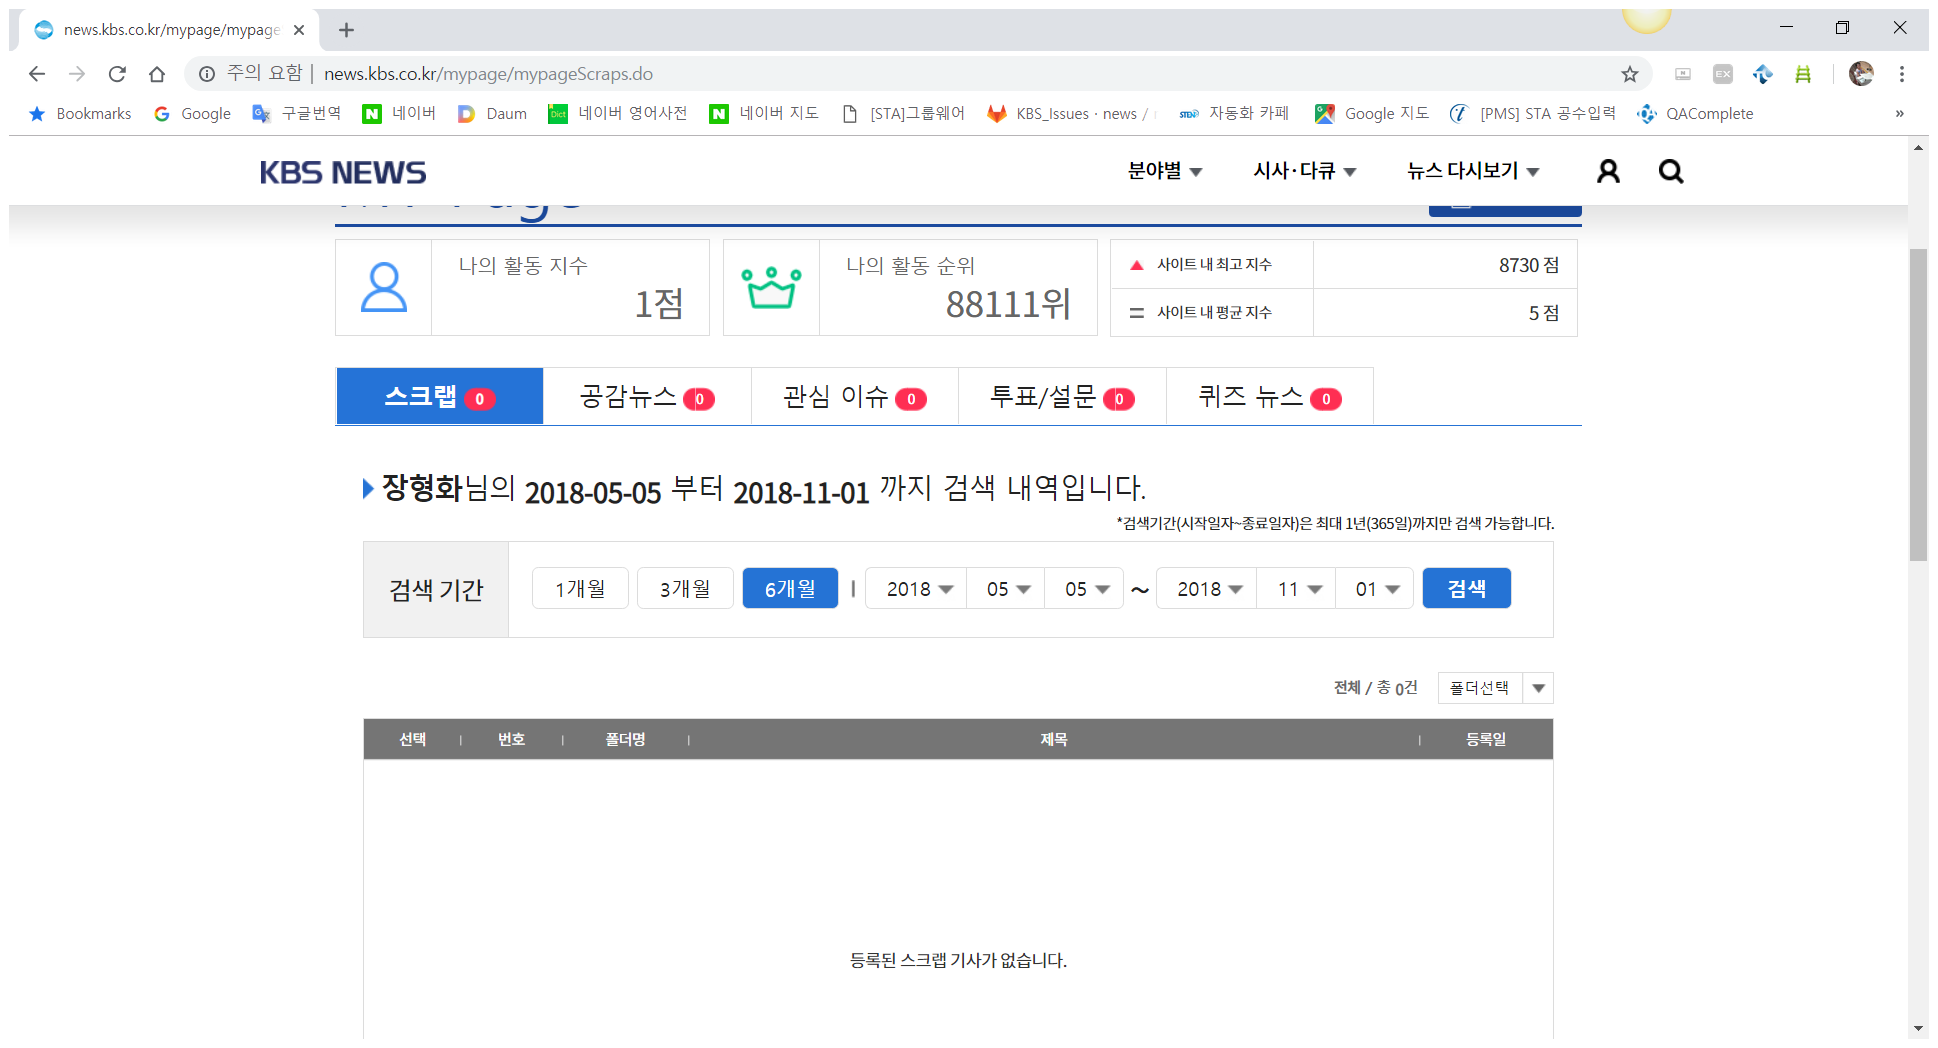 news.kbs.co.kr/mypage/mypage
주의 요함 | news.kbs.co.kr/mypage/mypageScraps.do
EX
Bookmarks Google 구글번역 네이버 Daum 네이버 영어사전 네이버 지도 [STA]그룹웨어 KBS_Issues · news / 자동화 카페 Google 지도 [PMS] STA 공수입력 QAComplete »
KBS NEWS 분야별 시사·다큐 뉴스 다시보기
나의 활동 지수
1점
나의 활동 순위
88111위
사이트 내 최고 지수 8730 점
사이트 내 평균 지수 5 점
스크랩 0 공감뉴스 0 관심 이슈 0 투표/설문 0 퀴즈 뉴스 0
장형화님의 2018-05-05 부터 2018-11-01 까지 검색 내역입니다.
*검색기간(시작일자~종료일자)은 최대 1년(365일)까지만 검색 가능합니다.
검색 기간 1개월 3개월 6개월 | 2018 05 05 ~ 2018 11 01 검색
전체 / 총 0건 폴더선택
선택 | 번호 | 폴더명 | 제목 | 등록일
등록된 스크랩 기사가 없습니다.